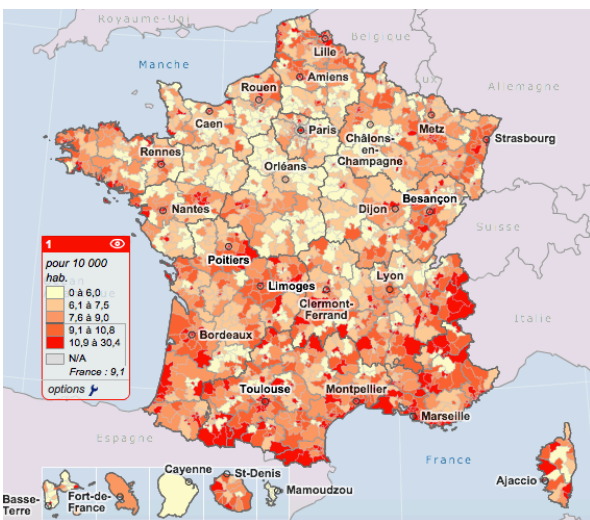 Royaume-Uni
Belgique
Lille
Manche
Amiens
Allemagne
Rouen
Caen
Paris
Châlons-
en-
Champagne
Metz
Strasbourg
Rennes
Orléans
Nantes
Dijon
Besançon
Suisse
1
pour 10 000
hab.
0 à 6,0
6,1 à 7,5
7,6 à 9,0
9,1 à 10,8
10,9 à 30,4
N/A
France : 9,1
options
Poitiers
Limoges
Lyon
Clermont-
Ferrand
Italie
Bordeaux
Toulouse
Montpellier
Marseille
Espagne
France
Ajaccio
Basse-
Terre
Fort-de-
France
Cayenne
St-Denis
Mamoudzou